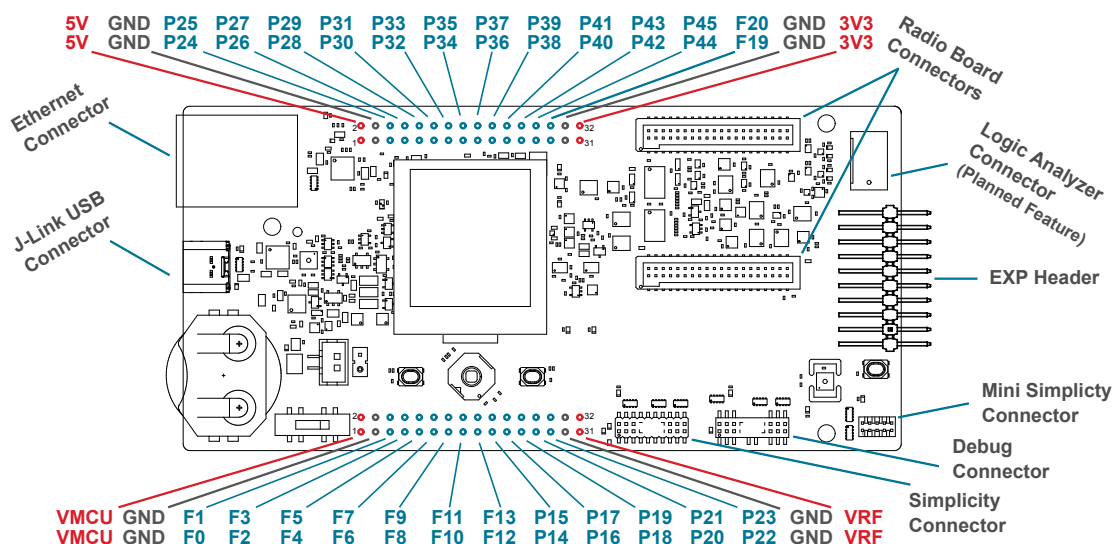 5V GND P25 P27 P29 P31 P33 P35 P37 P39 P41 P43 P45 F20 GND 3V3
5V GND P24 P26 P28 P30 P32 P34 P36 P38 P40 P42 P44 F19 GND 3V3
Radio Board
Connectors
Ethernet
Connector
2 32
1 31
Logic Analyzer
Connector
(Planned Feature)
J-Link USB
Connector
EXP Header
Mini Simplicty
Connector
2 32
1 31
Debug
Connector
Simplicity
Connector
VMCU GND F1 F3 F5 F7 F9 F11 F13 P15 P17 P19 P21 P23 GND VRF
VMCU GND F0 F2 F4 F6 F8 F10 F12 P14 P16 P18 P20 P22 GND VRF